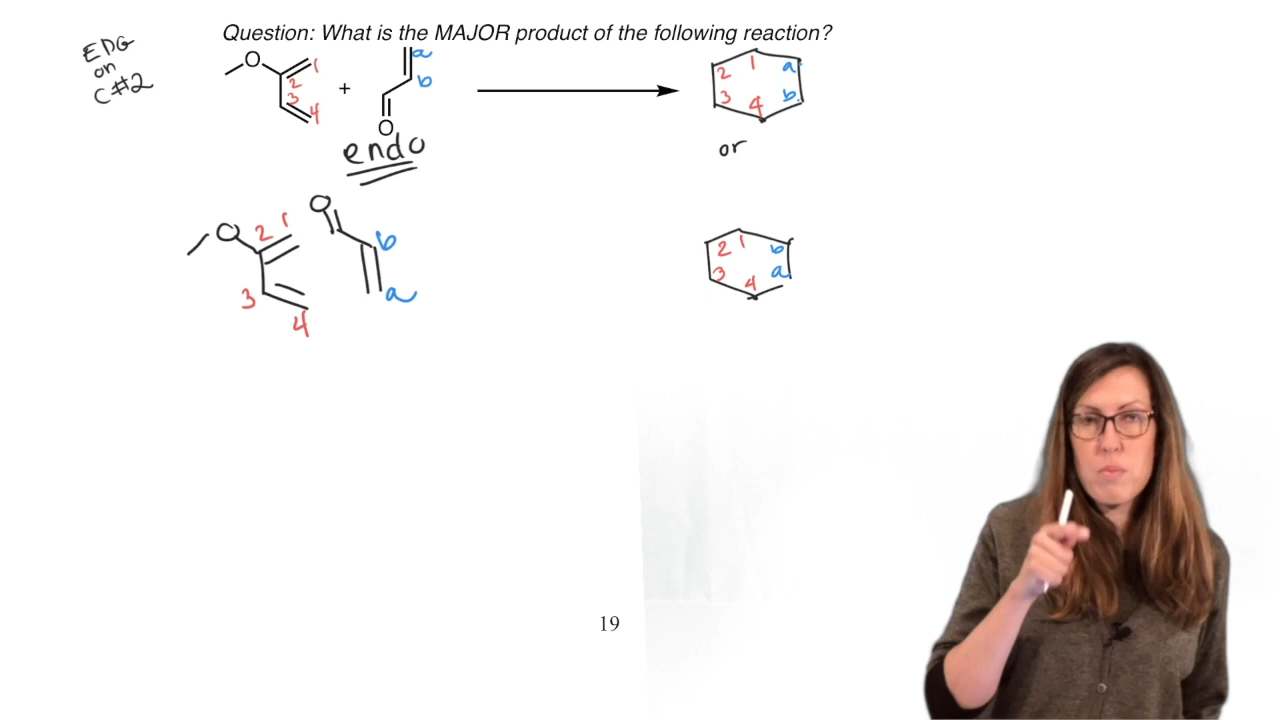 Question: What is the MAJOR product of the following reaction?
EDG
on
C#2
O 1 2 3 4 + a b O
2 1 a
3 4 b
endo
or
O 2 1 3 4
O b a
2 1 b
3 4 a
19